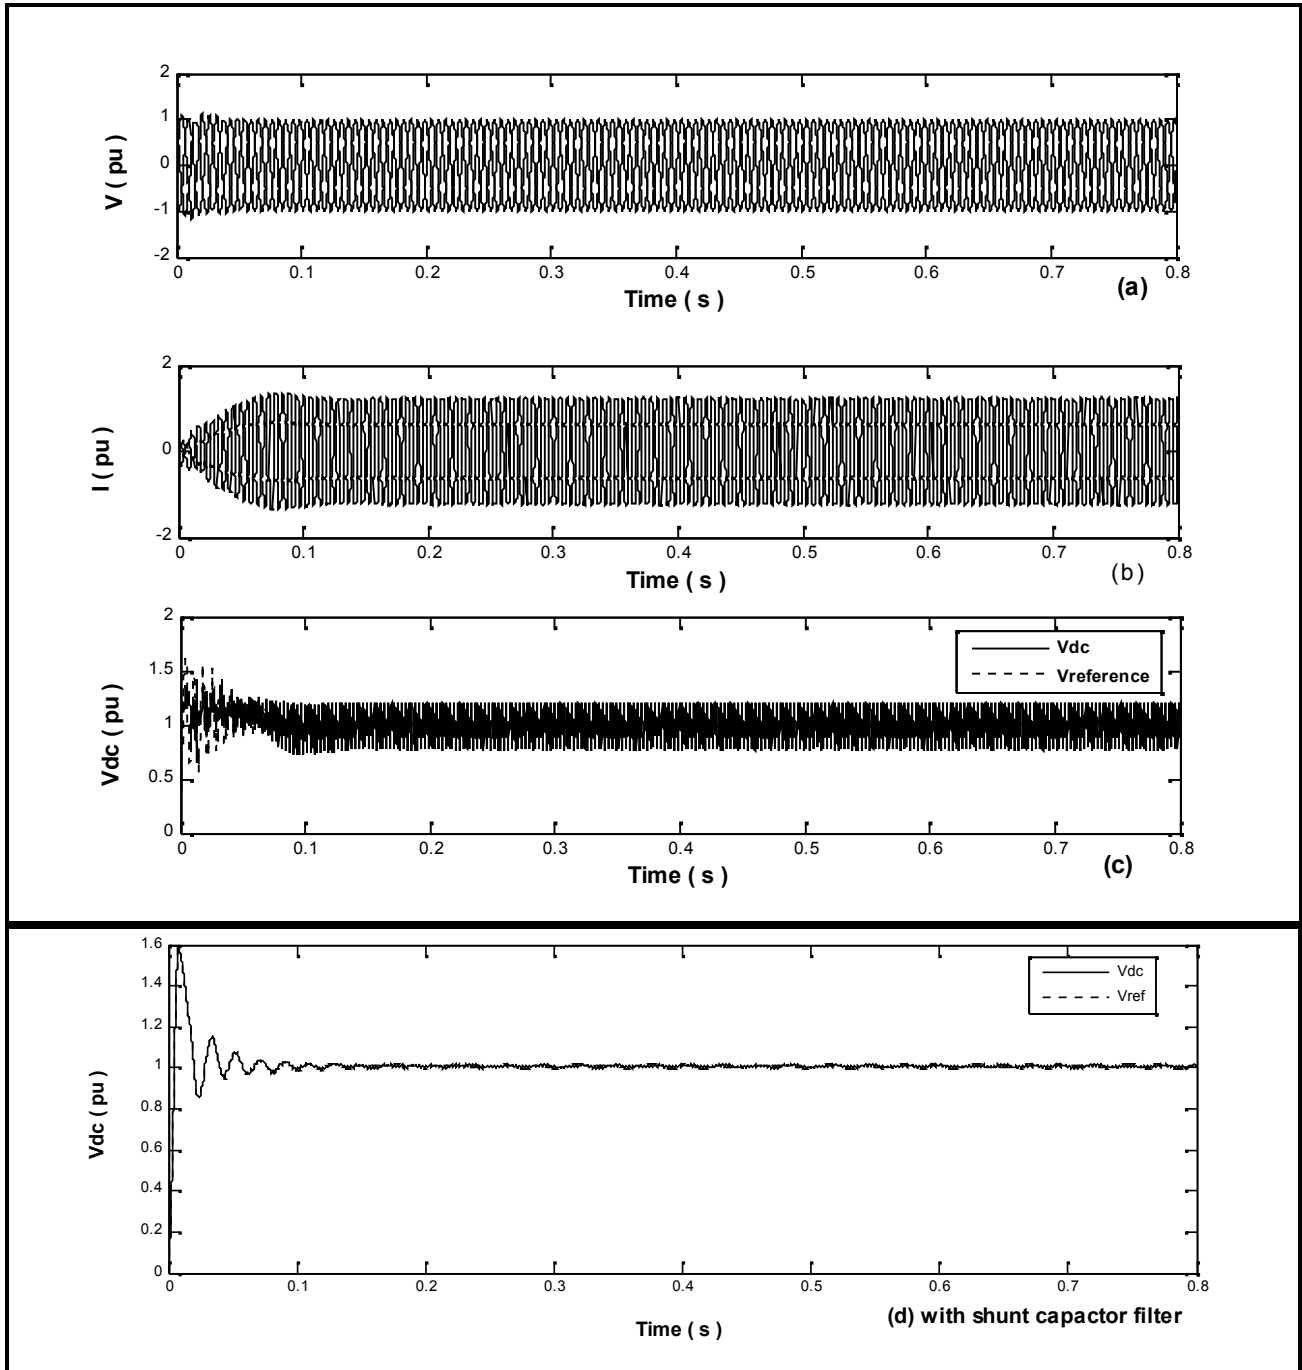 2
1
0
-1
-2
V ( pu )
0 0.1 0.2 0.3 0.4 0.5 0.6 0.7 0.8
Time ( s )
(a)
2
0
-2
I ( pu )
0 0.1 0.2 0.3 0.4 0.5 0.6 0.7 0.8
Time ( s )
(b)
2
1.5
1
0.5
0
Vdc ( pu )
Vdc
Vreference
0 0.1 0.2 0.3 0.4 0.5 0.6 0.7 0.8
Time ( s )
(c)
1.6
1.4
1.2
1
0.8
0.6
0.4
0.2
0
Vdc ( pu )
Vdc
Vref
0 0.1 0.2 0.3 0.4 0.5 0.6 0.7 0.8
Time ( s )
(d) with shunt capactor filter